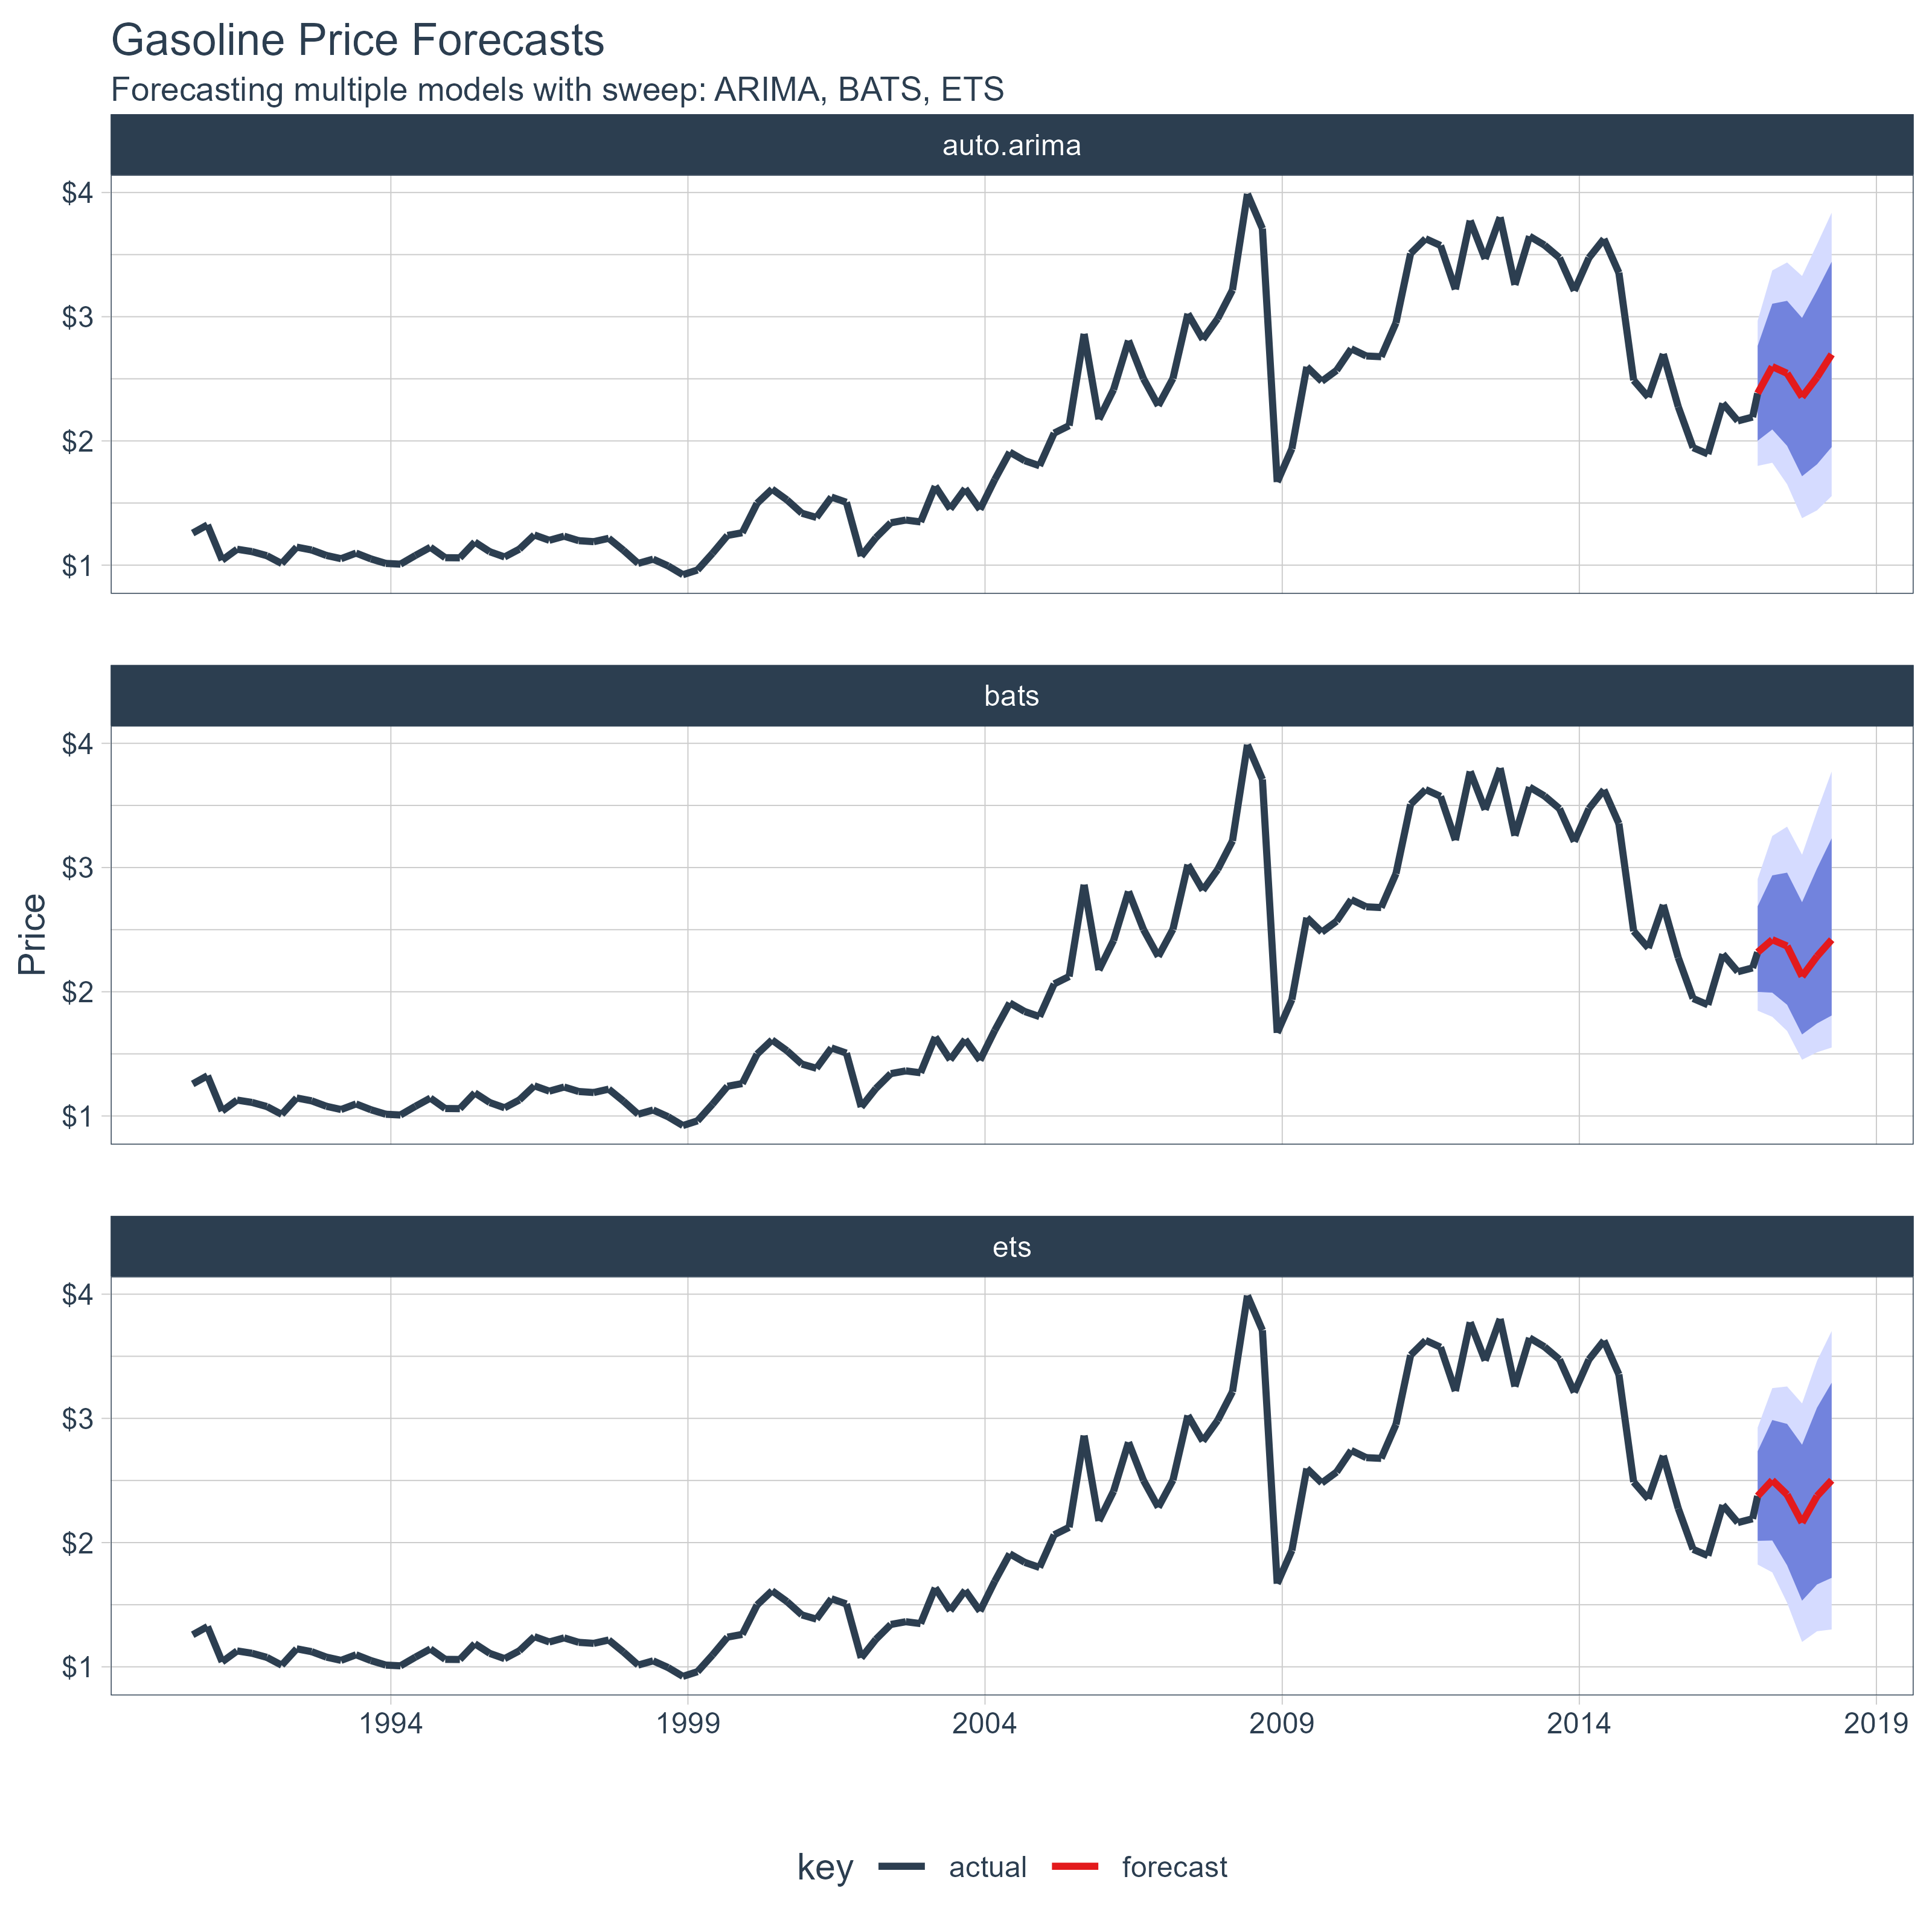 Gasoline Price Forecasts
Forecasting multiple models with sweep: ARIMA, BATS, ETS
auto.arima
$4
$3
$2
$1
bats
$4
$3
$2
$1
Price
ets
$4
$3
$2
$1
1994 1999 2004 2009 2014 2019
key actual forecast